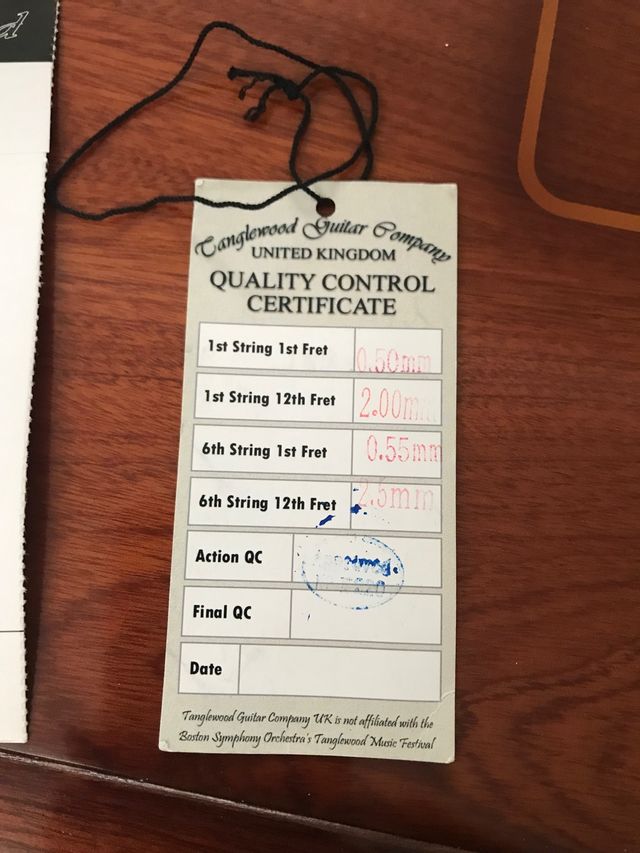 Tanglewood Guitar Company
UNITED KINGDOM
QUALITY CONTROL
CERTIFICATE
1st String 1st Fret 0.50mm
1st String 12th Fret 2.00mm
6th String 1st Fret 0.55mm
6th String 12th Fret 2.5mm
Action QC
Final QC
Date
Tanglewood Guitar Company UK is not affiliated with the
Boston Symphony Orchestra's Tanglewood Music Festival